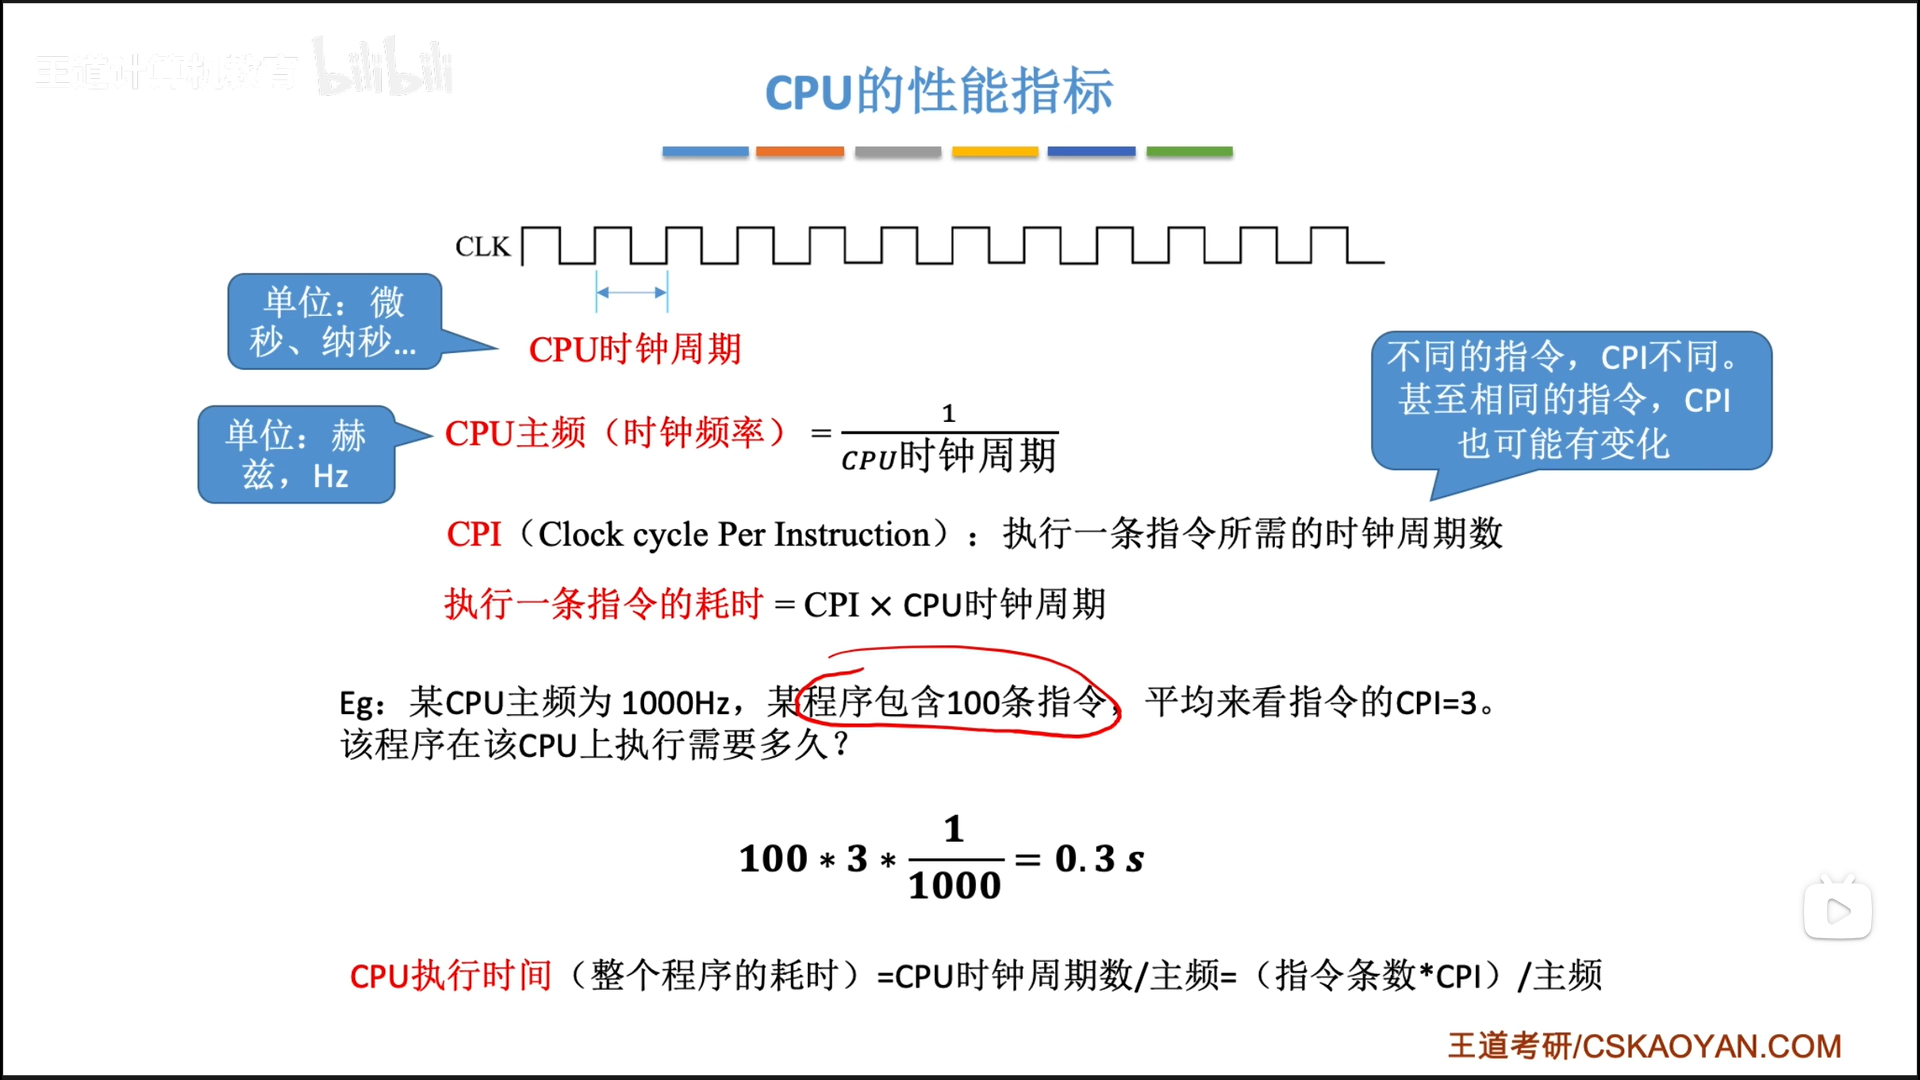 王道计算机教育 bilibili
CPU的性能指标
CLK
单位：微
秒、纳秒...
CPU时钟周期
不同的指令，CPI不同。
甚至相同的指令，CPI
也可能有变化
单位：赫
兹，Hz
CPU主频（时钟频率） = 1 / CPU时钟周期
CPI（Clock cycle Per Instruction）：执行一条指令所需的时钟周期数
执行一条指令的耗时 = CPI × CPU时钟周期
Eg：某CPU主频为 1000Hz，某程序包含100条指令，平均来看指令的CPI=3。
该程序在该CPU上执行需要多久？
100 * 3 * 1 / 1000 = 0.3 s
CPU执行时间（整个程序的耗时）=CPU时钟周期数/主频=（指令条数*CPI）/主频
王道考研/CSKAOYAN.COM